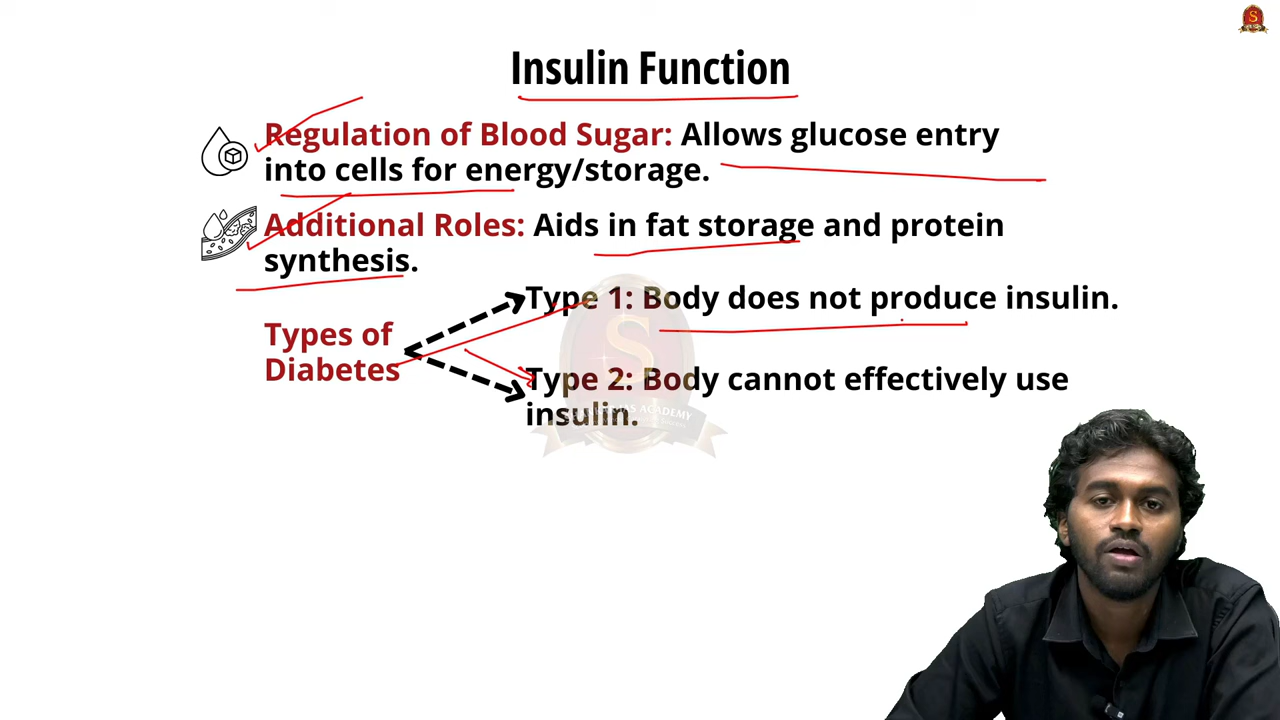 Insulin Function
Regulation of Blood Sugar: Allows glucose entry
into cells for energy/storage.
Additional Roles: Aids in fat storage and protein
synthesis.
Type 1: Body does not produce insulin.
Types of
Diabetes
Type 2: Body cannot effectively use
insulin.
S
ACADEMY
S